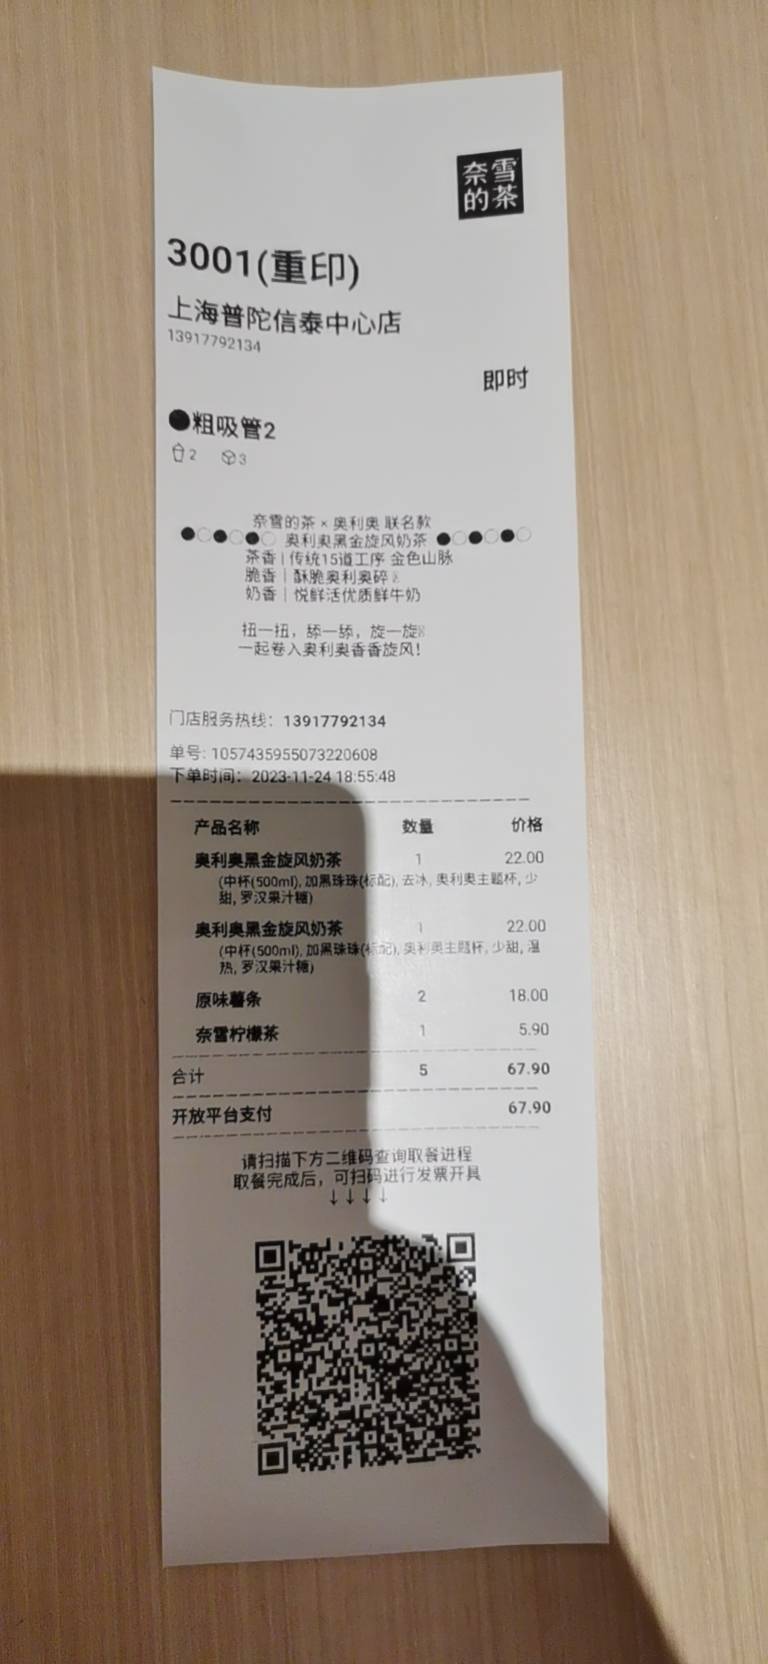 奈雪
的茶
3001(重印)
上海普陀信泰中心店
13917792134
即时
●粗吸管2
2 3
奈雪的茶 × 奥利奥 联名款
●○●○●○ 奥利奥黑金旋风奶茶 ●○●○●○
茶香 | 传统15道工序 金色山脉
脆香 | 酥脆奥利奥碎
奶香 | 悦鲜活优质鲜牛奶
扭一扭，舔一舔，旋一旋
一起卷入奥利奥香香旋风！
门店服务热线：13917792134
单号: 1057435955073220608
下单时间：2023-11-24 18:55:48
产品名称 数量 价格
奥利奥黑金旋风奶茶 1 22.00
(中杯(500ml), 加黑珠珠(标配), 去冰, 奥利奥主题杯, 少
甜, 罗汉果汁糖)
奥利奥黑金旋风奶茶 1 22.00
(中杯(500ml), 加黑珠珠(标配), 奥利奥主题杯, 少甜, 温
热, 罗汉果汁糖)
原味薯条 2 18.00
奈雪柠檬茶 1 5.90
合计 5 67.90
开放平台支付 67.90
请扫描下方二维码查询取餐进程
取餐完成后，可扫码进行发票开具
↓↓↓↓